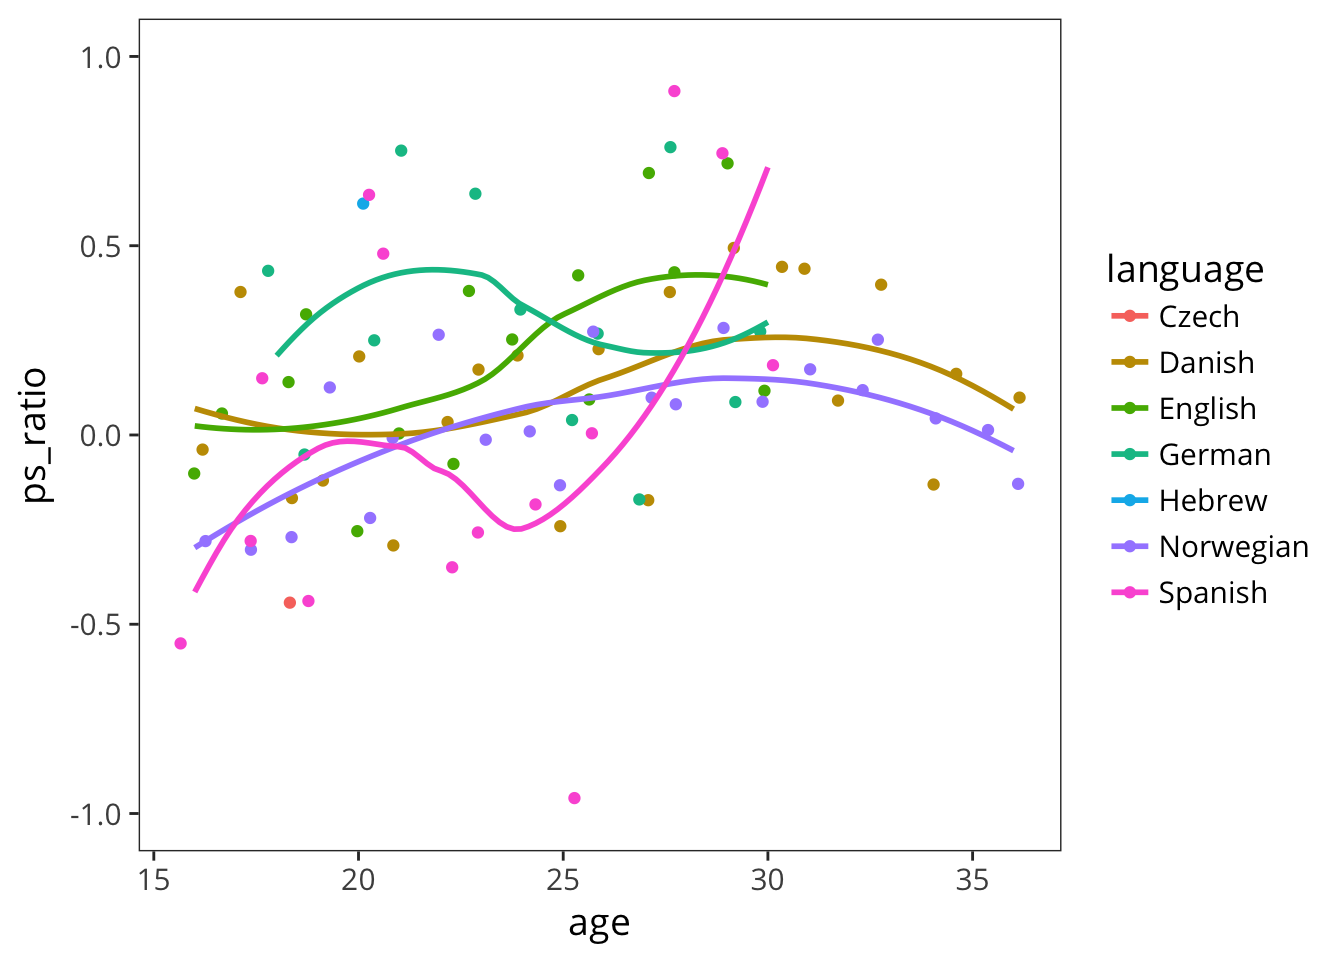 1.0
0.5
0.0
-0.5
-1.0
ps_ratio
15 20 25 30 35
age
language
Czech
Danish
English
German
Hebrew
Norwegian
Spanish